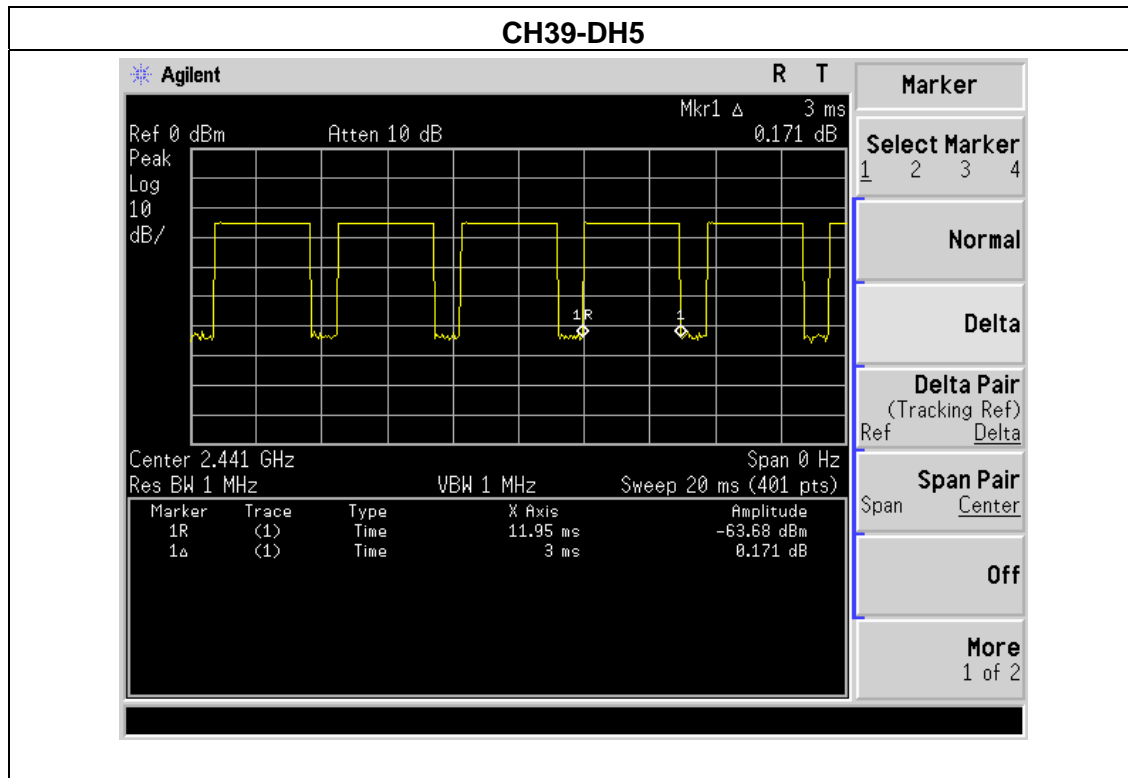 CH39-DH5
Agilent R T
Mkr1 Δ 3 ms
Ref 0 dBm Atten 10 dB 0.171 dB
Peak
Log
10
dB/
1R 1
Center 2.441 GHz Span 0 Hz
Res BW 1 MHz VBW 1 MHz Sweep 20 ms (401 pts)
Marker Trace Type X Axis Amplitude
1R (1) Time 11.95 ms -63.68 dBm
1Δ (1) Time 3 ms 0.171 dB
Marker
Select Marker
1 2 3 4
Normal
Delta
Delta Pair
(Tracking Ref)
Ref Delta
Span Pair
Span Center
Off
More
1 of 2